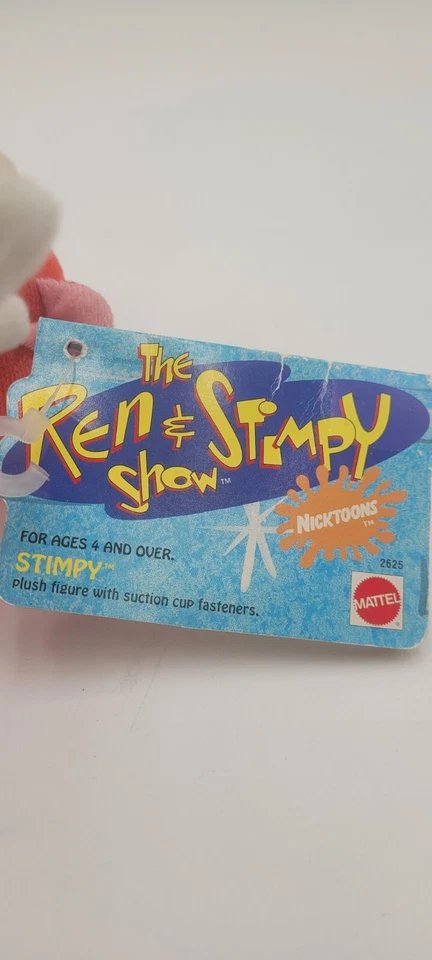 The
Ren & Stimpy
Show™
NICKTOONS™
FOR AGES 4 AND OVER.
STIMPY™
plush figure with suction cup fasteners.
2625
MATTEL®